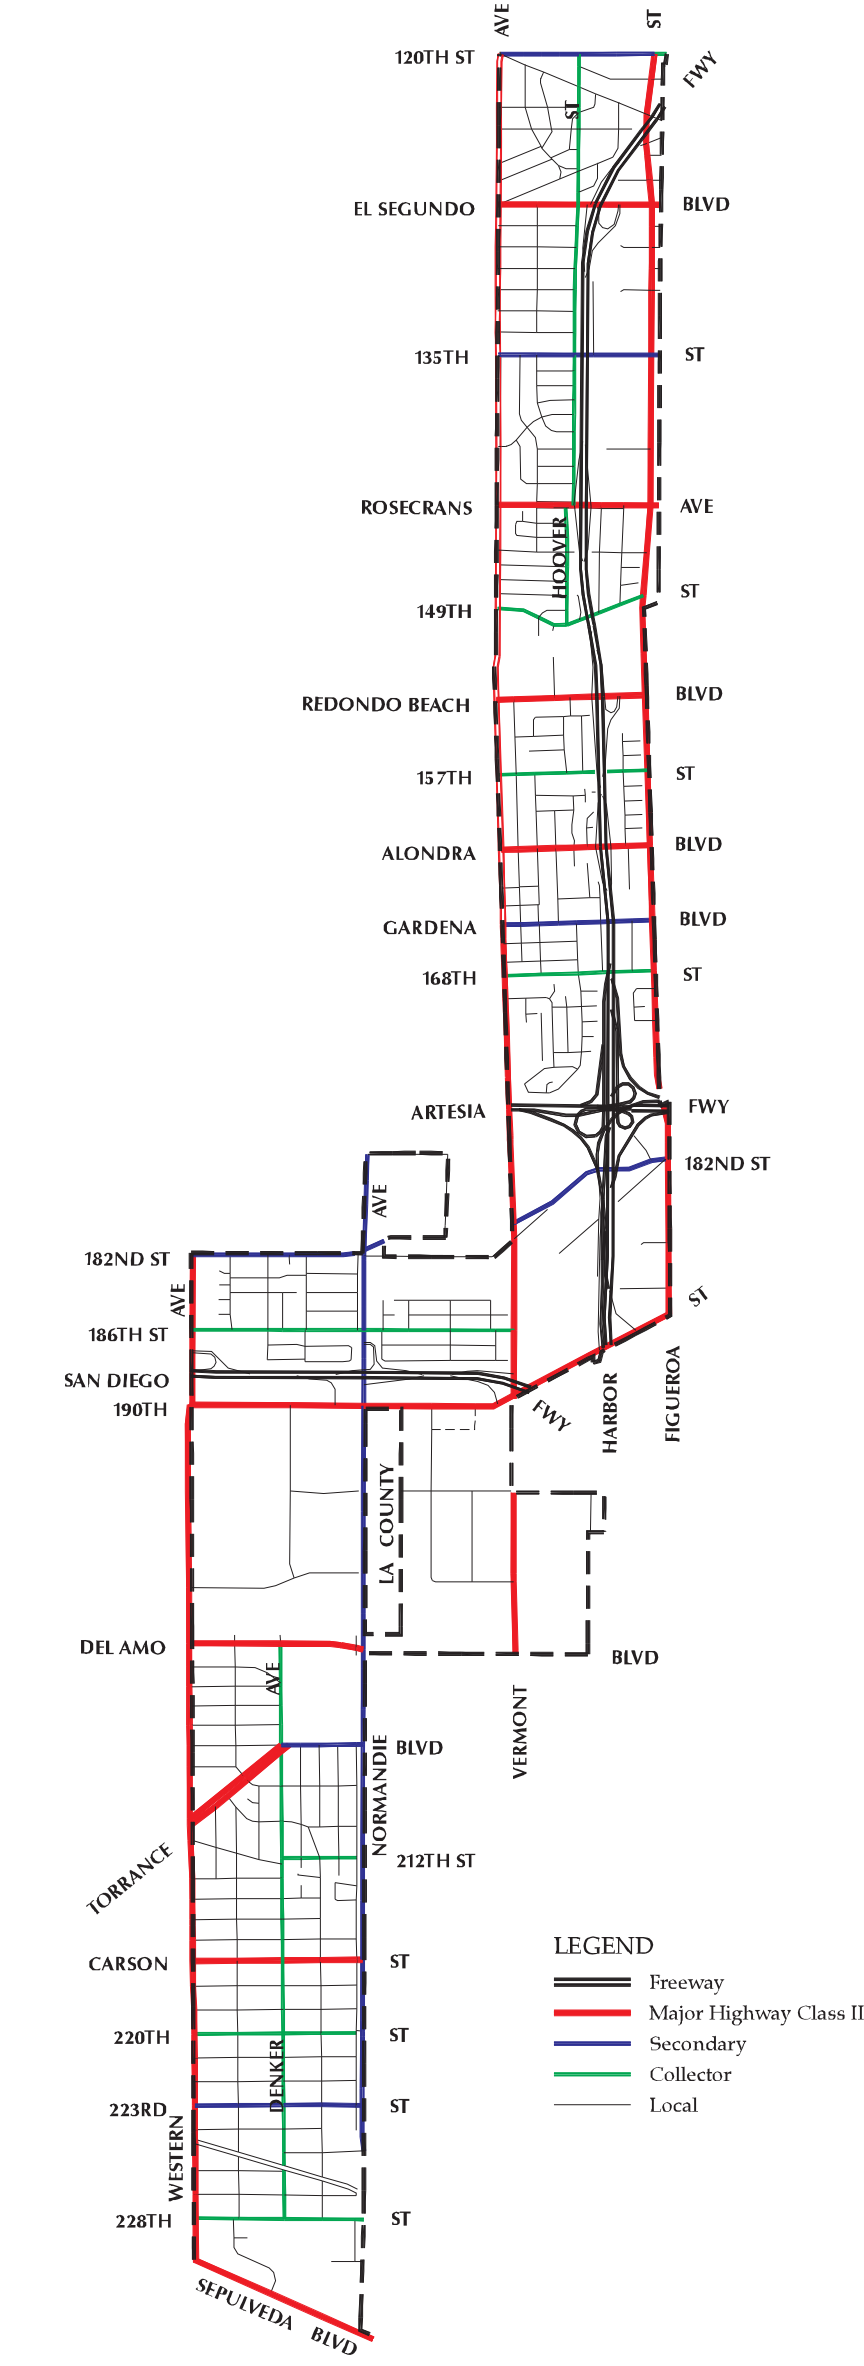 AVE
ST
120TH ST
FWY
ST
EL SEGUNDO
BLVD
135TH
ST
ROSECRANS
AVE
HOOVER
149TH
ST
REDONDO BEACH
BLVD
157TH
ST
ALONDRA
BLVD
GARDENA
BLVD
168TH
ST
ARTESIA
FWY
182ND ST
AVE
182ND ST
AVE
ST
186TH ST
SAN DIEGO
190TH
FWY
HARBOR
FIGUEROA
LA COUNTY
DEL AMO
BLVD
AVE
VERMONT
BLVD
NORMANDIE
TORRANCE
212TH ST
CARSON
ST
220TH
ST
DENKER
223RD
ST
WESTERN
228TH
ST
SEPULVEDA BLVD
LEGEND
Freeway
Major Highway Class II
Secondary
Collector
Local